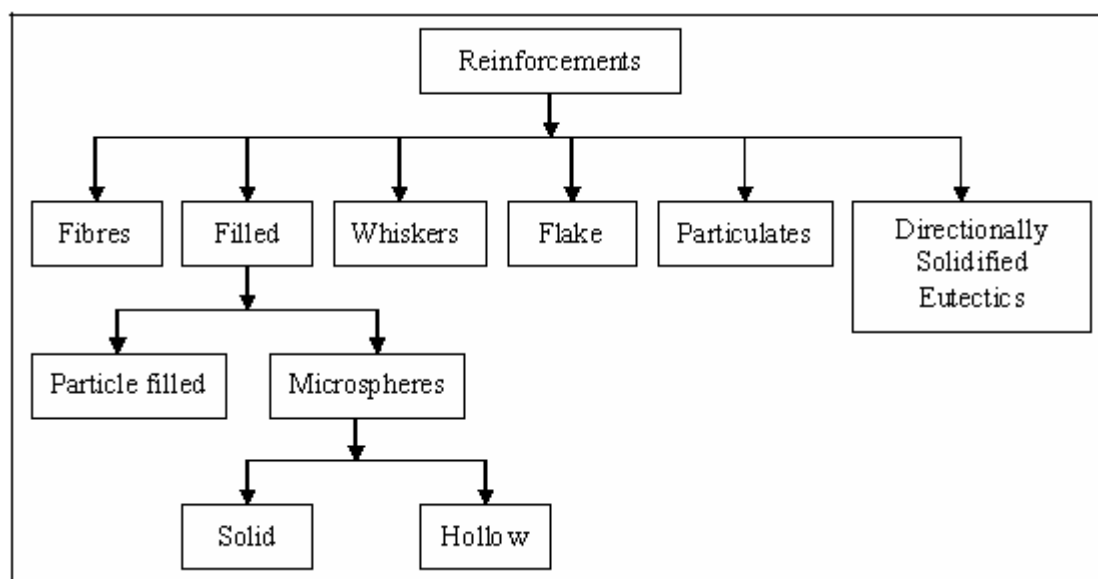 Reinforcements
Fibres
Filled
Whiskers
Flake
Particulates
Directionally
Solidified
Eutectics
Particle filled
Microspheres
Solid
Hollow